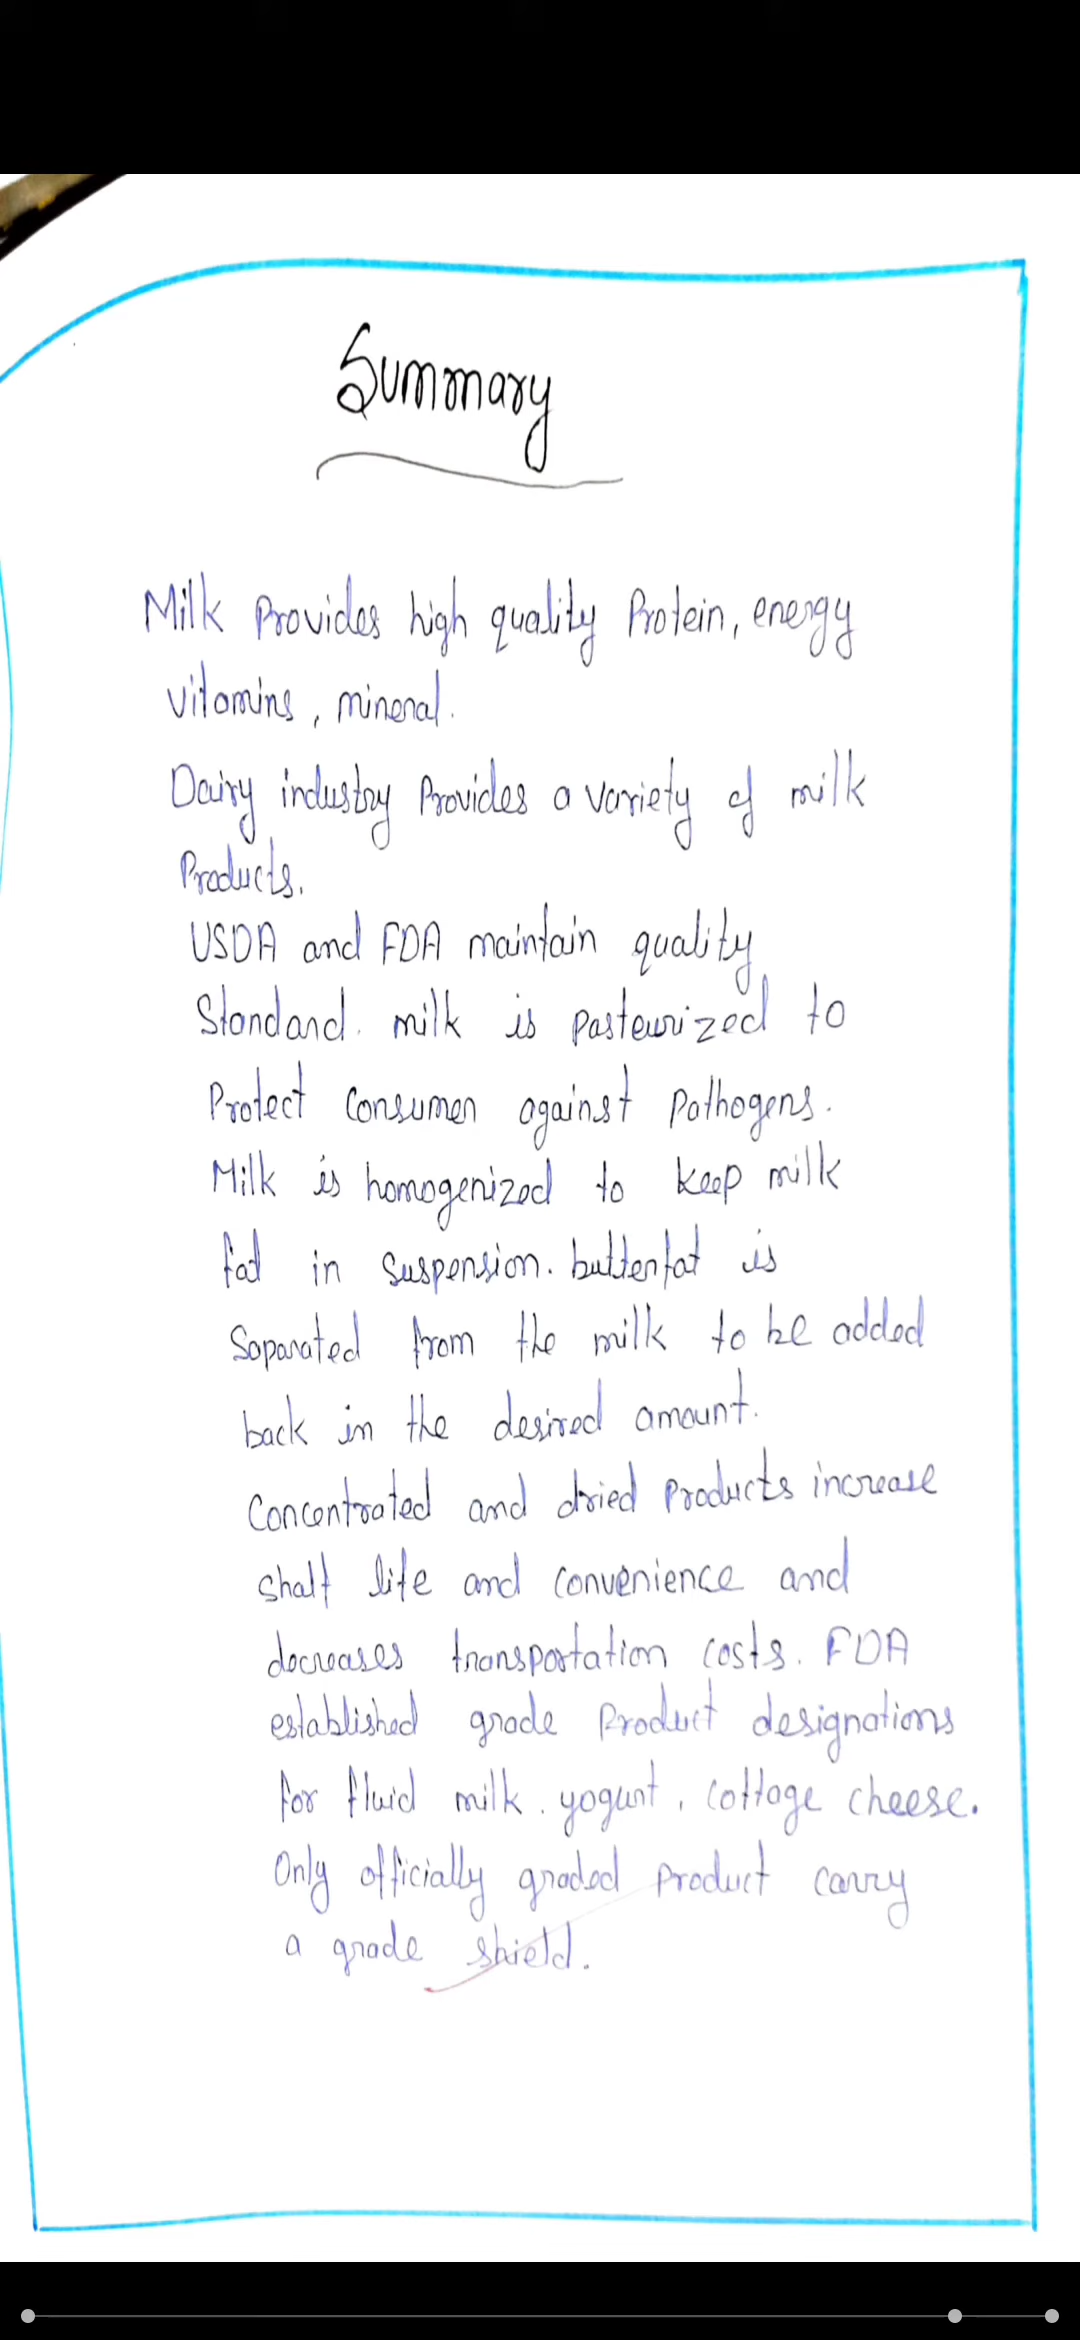 Summary
Milk Provides high quality Protein, energy
vitamins, mineral.
Dairy industry Provides a variety of milk
Products.
USDA and FDA maintain quality
Standard. milk is pasteurized to
Protect Consumer against Pathogens.
Milk is homogenized to keep milk
fat in suspension. butterfat is
Separated from the milk to be added
back in the desired amount.
Concentrated and dried Products increase
shalf life and convenience and
decreases transportation costs. FDA
established grade Product designations
for fluid milk, yogurt, cottage cheese.
Only officially graded product carry
a grade shield.